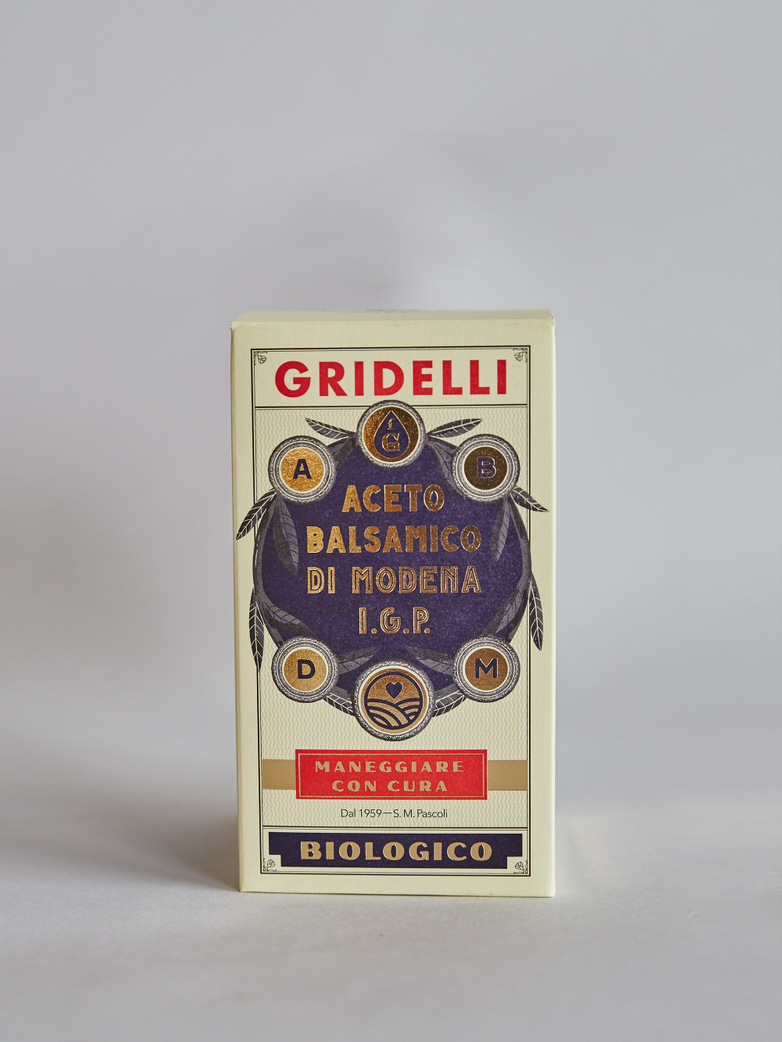 GRIDELLI
G
A
B
ACETO
BALSAMICO
DI MODENA
I.G.P.
D
M
MANEGGIARE
CON CURA
Dal 1959—S. M. Pascoli
BIOLOGICO